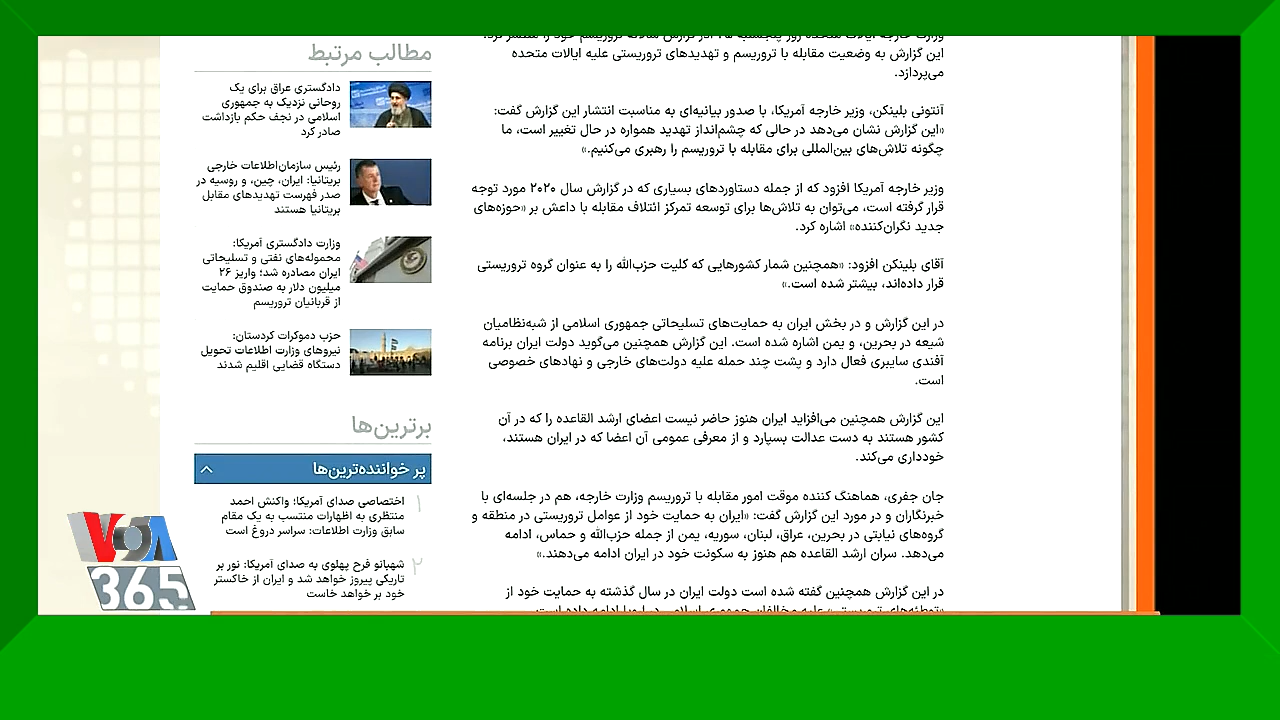 این گزارش به وضعیت مقابله با تروریسم و تهدیدهای تروریستی علیه ایالات متحده
می‌پردازد.
آنتونی بلینکن، وزیر خارجه آمریکا، با صدور بیانیه‌ای به مناسبت انتشار این گزارش گفت:
«این گزارش نشان می‌دهد در حالی که چشم‌انداز تهدید همواره در حال تغییر است، ما
چگونه تلاش‌های بین‌المللی برای مقابله با تروریسم را رهبری می‌کنیم.»
وزیر خارجه آمریکا افزود که از جمله دستاوردهای بسیاری که در گزارش سال ۲۰۲۰ مورد توجه
قرار گرفته است، می‌توان به تلاش‌ها برای توسعه تمرکز ائتلاف مقابله با داعش بر «حوزه‌های
جدید نگران‌کننده» اشاره کرد.
آقای بلینکن افزود: «همچنین شمار کشورهایی که کلیت حزب‌الله را به عنوان گروه تروریستی
قرار داده‌اند، بیشتر شده است.»
در این گزارش و در بخش ایران به حمایت‌های تسلیحاتی جمهوری اسلامی از شبه‌نظامیان
شیعه در بحرین، و یمن اشاره شده است. این گزارش همچنین می‌گوید دولت ایران برنامه
آفندی سایبری فعال دارد و پشت چند حمله علیه دولت‌های خارجی و نهادهای خصوصی
است.
این گزارش همچنین می‌افزاید ایران هنوز حاضر نیست اعضای ارشد القاعده را که در آن
کشور هستند به دست عدالت بسپارد و از معرفی عمومی آن اعضا که در ایران هستند،
خودداری می‌کند.
جان جفری، هماهنگ کننده موقت امور مقابله با تروریسم وزارت خارجه، هم در جلسه‌ای با
خبرنگاران و در مورد این گزارش گفت: «ایران به حمایت خود از عوامل تروریستی در منطقه و
گروه‌های نیابتی در بحرین، عراق، لبنان، سوریه، یمن از جمله حزب‌الله و حماس، ادامه
می‌دهد. سران ارشد القاعده هم هنوز به سکونت خود در ایران ادامه می‌دهند.»
در این گزارش همچنین گفته شده است دولت ایران در سال گذشته به حمایت خود از
مطالب مرتبط
دادگستری عراق برای یک
روحانی نزدیک به جمهوری
اسلامی در نجف حکم بازداشت
صادر کرد
رئیس سازمان‌اطلاعات خارجی
بریتانیا: ایران، چین، و روسیه در
صدر فهرست تهدیدهای مقابل
بریتانیا هستند
وزارت دادگستری آمریکا:
محموله‌های نفتی و تسلیحاتی
ایران مصادره شد؛ واریز ۲۶
میلیون دلار به صندوق حمایت
از قربانیان تروریسم
حزب دموکرات کردستان:
نیروهای وزارت اطلاعات تحویل
دستگاه قضایی اقلیم شدند
برترین‌ها
پر خواننده‌ترین‌ها
۱
اختصاصی صدای آمریکا؛ واکنش احمد
منتظری به اظهارات منتسب به یک مقام
سابق وزارت اطلاعات: سراسر دروغ است
۲
شهبانو فرح پهلوی به صدای آمریکا: نور بر
تاریکی پیروز خواهد شد و ایران از خاکستر
خود بر خواهد خاست
VOA
365